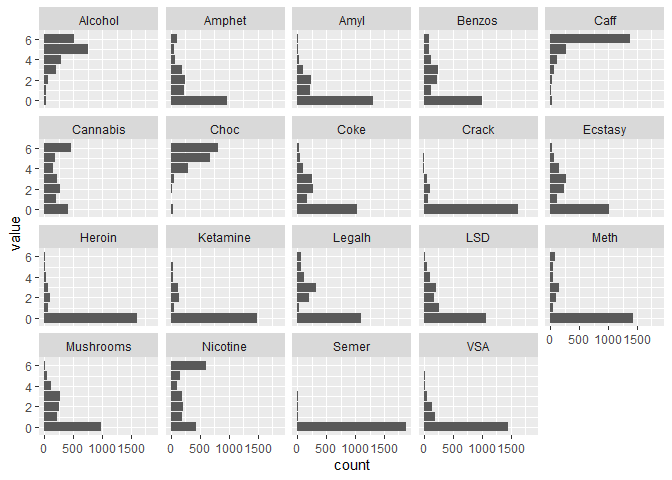 Alcohol Amphet Amyl Benzos Caff
6
4
2
0
Cannabis Choc Coke Crack Ecstasy
6
4
2
0
value
Heroin Ketamine Legalh LSD Meth
6
4
2
0
0 500 1000 1500
Mushrooms Nicotine Semer VSA
6
4
2
0
0 500 1000 1500 0 500 1000 1500 0 500 1000 1500 0 500 1000 1500
count